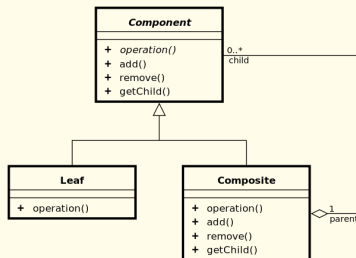 Component
+ operation()
+ add()
+ remove()
+ getChild()
0..*
child
Leaf
+ operation()
Composite
+ operation()
+ add()
+ remove()
+ getChild()
1
parent